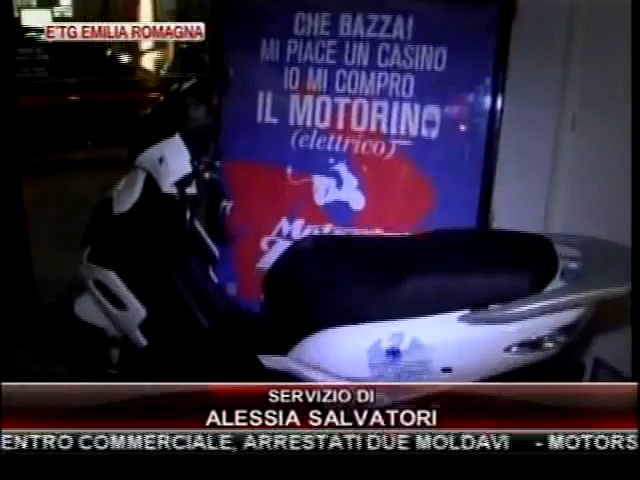 E'TG EMILIA ROMAGNA
CHE BAZZA!
MI PIACE UN CASINO
IO MI COMPRO
IL MOTORINO
(elettrico)
SERVIZIO DI
ALESSIA SALVATORI
ENTRO COMMERCIALE, ARRESTATI DUE MOLDAVI - MOTORS